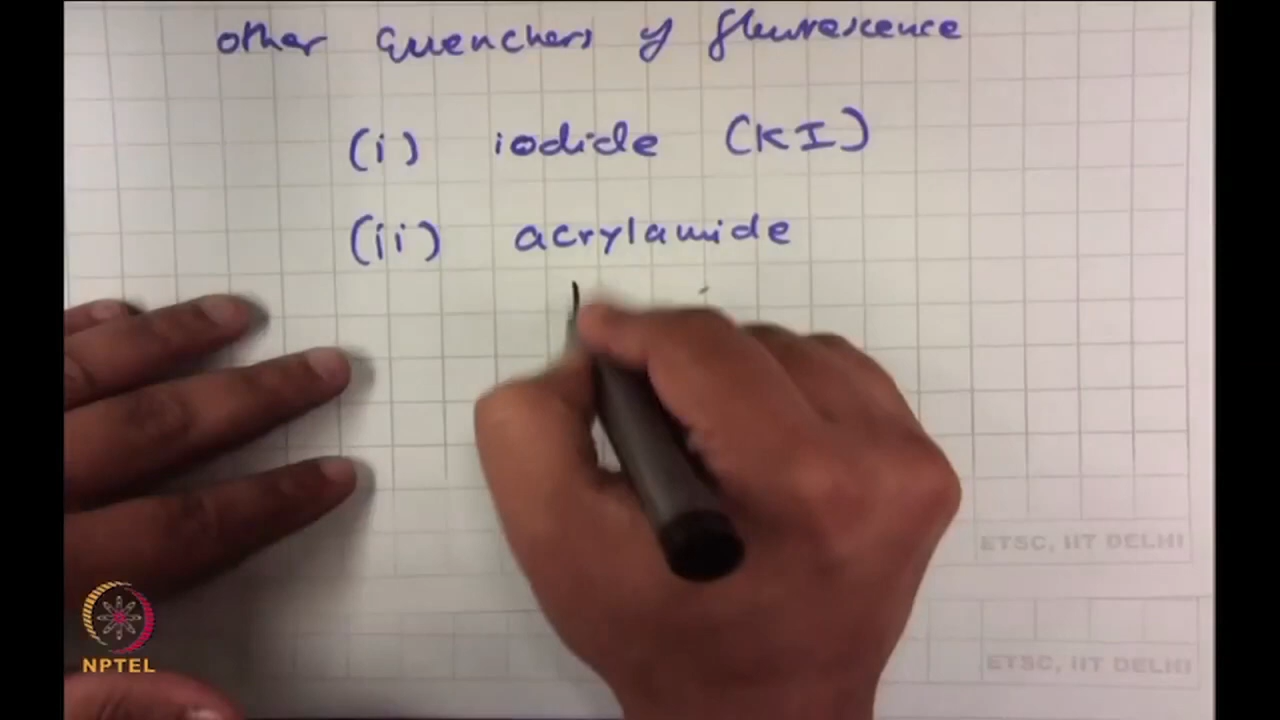 other quenchers of fluorescence
(i) iodide (KI)
(ii) acrylamide
ETSC, IIT DELHI
ETSC, IIT DELHI
NPTEL